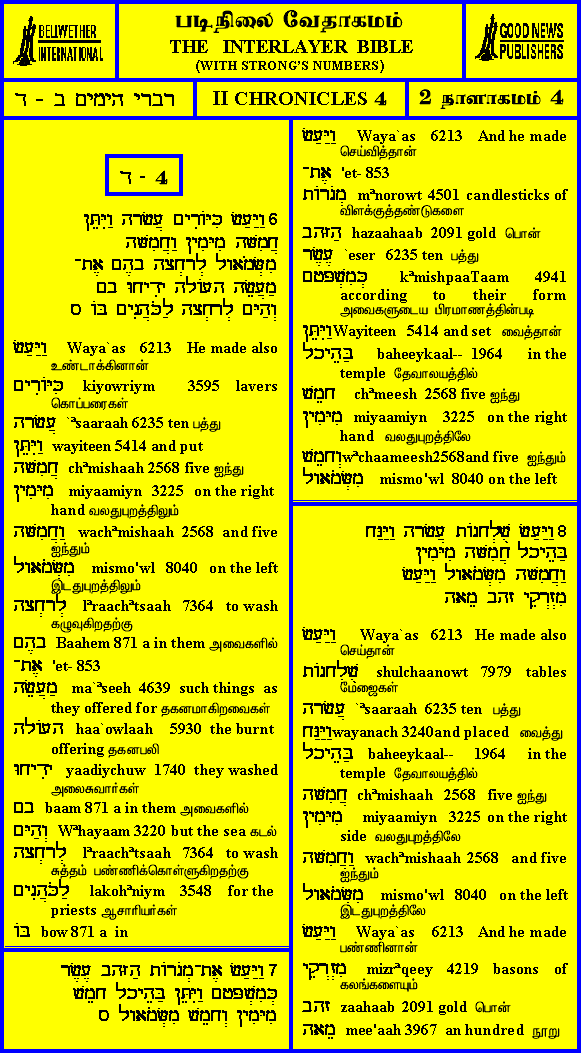 BELLWETHER
INTERNATIONAL
படிநிலை வேதாகமம்
THE INTERLAYER BIBLE
(WITH STRONG'S NUMBERS)
GOOD NEWS
PUBLISHERS
דברי הימים ב - ד
II CHRONICLES 4
2 நாளாகமம் 4
4 - ד
6 וַיַּעַשׂ כִּיּוֹרִים עֲשָׂרָה וַיִּתֵּן
חֲמִשָּׁה מִיָּמִין וַחֲמִשָּׁה
מִשְּׂמֹאול לְרָחְצָה בָהֶם אֶת־
מַעֲשֵׂה הָעוֹלָה יָדִיחוּ בָם
וְהַיָּם לְרָחְצָה לַכֹּהֲנִים בּוֹ ס
וַיַּעַשׂ Waya`as 6213 He made also
உண்டாக்கினான்
כִּיּוֹרִים kiyowriym 3595 lavers
கொப்பரைகள்
עֲשָׂרָה `ªsaaraah 6235 ten பத்து
וַיִּתֵּן wayiteen 5414 and put
חֲמִשָּׁה chªmishaah 2568 five ஐந்து
מִיָּמִין miyaamiyn 3225 on the right
hand வலதுபுறத்திலும்
וַחֲמִשָּׁה wachªmishaah 2568 and five
ஐந்தும்
מִשְּׂמֹאול mismo'wl 8040 on the left
இடதுபுறத்திலும்
לְרָחְצָה lªraachªtsaah 7364 to wash
கழுவுகிறதற்கு
בָהֶם Baahem 871 a in them அவைகளில்
אֶת־ 'et- 853
מַעֲשֵׂה ma`ªseeh 4639 such things as
they offered for தகனமாகிறவைகள்
הָעוֹלָה haa`owlaah 5930 the burnt
offering தகனபலி
יָדִיחוּ yaadiychuw 1740 they washed
அலைசுவார்கள்
בָם baam 871 a in them அவைகளில்
וְהַיָּם Wªhayaam 3220 but the sea கடல்
לְרָחְצָה lªraachªtsaah 7364 to wash
சுத்தம் பண்ணிக்கொள்ளுகிறதற்கு
לַכֹּהֲנִים lakohªniym 3548 for the
priests ஆசாரியர்கள்
בּוֹ bow 871 a in
7 וַיַּעַשׂ אֶת־מְנֹרוֹת הַזָּהָב עֶשֶׂר
כְּמִשְׁפָּטָם וַיִּתֵּן בַּהֵיכָל חָמֵשׁ
מִיָּמִין וְחָמֵשׁ מִשְּׂמֹאול ס
וַיַּעַשׂ Waya`as 6213 And he made
செய்வித்தான்
אֶת־ 'et- 853
מְנֹרוֹת mªnorowt 4501 candlesticks of
விளக்குத்தண்டுகளை
הַזָּהָב hazaahaab 2091 gold பொன்
עֶשֶׂר `eser 6235 ten பத்து
כְּמִשְׁפָּטָם kªmishpaaTaam 4941
according to their form
அவைகளுடைய பிரமாணத்தின்படி
וַיִּתֵּן Wayiteen 5414 and set வைத்தான்
בַּהֵיכָל baheeykaal-- 1964 in the
temple தேவாலயத்தில்
חָמֵשׁ chªmeesh 2568 five ஐந்து
מִיָּמִין miyaamiyn 3225 on the right
hand வலதுபுறத்திலே
וְחָמֵשׁ wªchaameesh2568and five ஐந்தும்
מִשְּׂמֹאול mismo'wl 8040 on the left
8 וַיַּעַשׂ שֻׁלְחָנוֹת עֲשָׂרָה וַיַּנַּח
בַּהֵיכָל חֲמִשָּׁה מִיָּמִין
וַחֲמִשָּׁה מִשְּׂמֹאול וַיַּעַשׂ
מִזְרְקֵי זָהָב מֵאָה
וַיַּעַשׂ Waya`as 6213 He made also
செய்தான்
שֻׁלְחָנוֹת shulchaanowt 7979 tables
மேஜைகள்
עֲשָׂרָה `ªsaaraah 6235 ten பத்து
וַיַּנַּח wayanach 3240and placed வைத்து
בַּהֵיכָל baheeykaal-- 1964 in the
temple தேவாலயத்தில்
חֲמִשָּׁה chªmishaah 2568 five ஐந்து
מִיָּמִין miyaamiyn 3225 on the right
side வலதுபுறத்திலே
וַחֲמִשָּׁה wachªmishaah 2568 and five
ஐந்தும்
מִשְּׂמֹאול mismo'wl 8040 on the left
இடதுபுறத்திலே
וַיַּעַשׂ Waya`as 6213 And he made
பண்ணினான்
מִזְרְקֵי mizrªqeey 4219 basons of
கலங்களையும்
זָהָב zaahaab 2091 gold பொன்
מֵאָה mee'aah 3967 an hundred நூறு